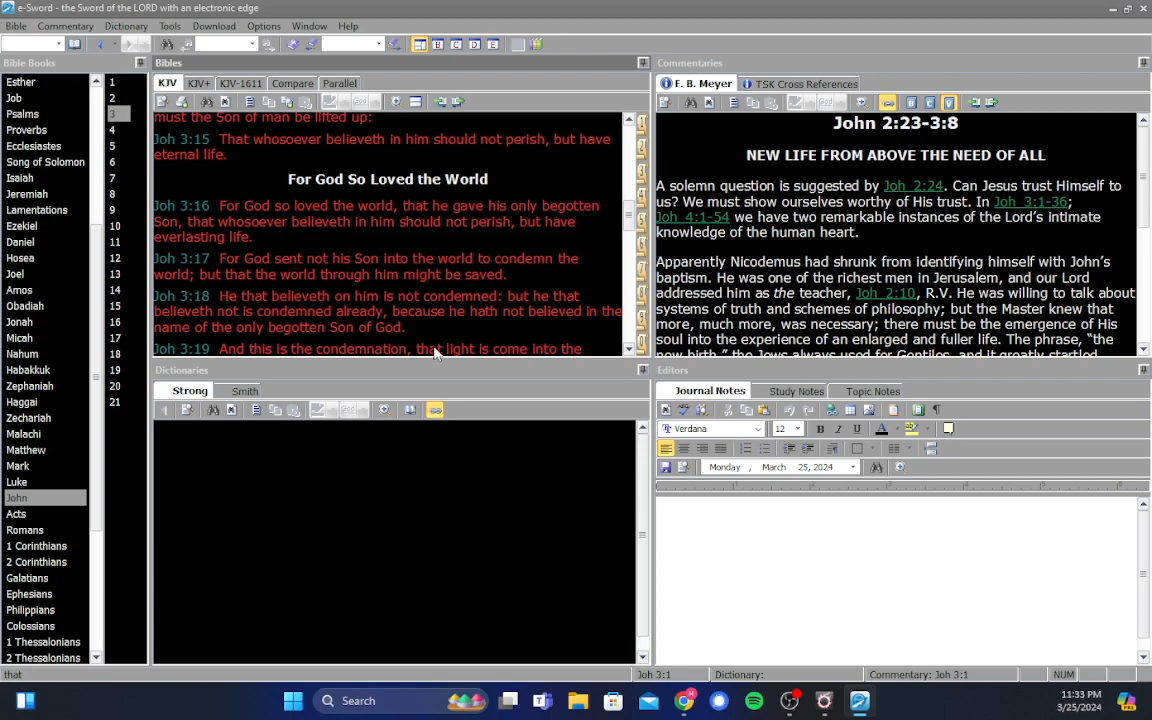 e-Sword - the Sword of the LORD with an electronic edge
Bible Commentary Dictionary Tools Download Options Window Help
B C D E
Bible Books
Esther
Job
Psalms
Proverbs
Ecclesiastes
Song of Solomon
Isaiah
Jeremiah
Lamentations
Ezekiel
Daniel
Hosea
Joel
Amos
Obadiah
Jonah
Micah
Nahum
Habakkuk
Zephaniah
Haggai
Zechariah
Malachi
Matthew
Mark
Luke
John
Acts
Romans
1 Corinthians
2 Corinthians
Galatians
Ephesians
Philippians
Colossians
1 Thessalonians
2 Thessalonians
1
2
3
4
5
6
7
8
9
10
11
12
13
14
15
16
17
18
19
20
21
Bibles
KJV KJV+ KJV-1611 Compare Parallel
must the Son of man be lifted up:
Joh 3:15 That whosoever believeth in him should not perish, but have
eternal life.
For God So Loved the World
Joh 3:16 For God so loved the world, that he gave his only begotten
Son, that whosoever believeth in him should not perish, but have
everlasting life.
Joh 3:17 For God sent not his Son into the world to condemn the
world; but that the world through him might be saved.
Joh 3:18 He that believeth on him is not condemned: but he that
believeth not is condemned already, because he hath not believed in the
name of the only begotten Son of God.
Joh 3:19 And this is the condemnation, that light is come into the
Commentaries
F. B. Meyer TSK Cross References
B C V
John 2:23-3:8
NEW LIFE FROM ABOVE THE NEED OF ALL
A solemn question is suggested by Joh_2:24. Can Jesus trust Himself to
us? We must show ourselves worthy of His trust. In Joh_3:1-36;
Joh_4:1-54 we have two remarkable instances of the Lord's intimate
knowledge of the human heart.
Apparently Nicodemus had shrunk from identifying himself with John's
baptism. He was one of the richest men in Jerusalem, and our Lord
addressed him as the teacher, Joh_2:10, R.V. He was willing to talk about
systems of truth and schemes of philosophy; but the Master knew that
more, much more, was necessary; there must be the emergence of His
soul into the experience of an enlarged and fuller life. The phrase, "the
new birth," the Jews always used for Gentiles, and it greatly startled
Dictionaries
Strong Smith
Editors
Journal Notes Study Notes Topic Notes
Verdana 12 B I U A
Monday , March 25, 2024
that Joh 3:1 Dictionary: Commentary: Joh 3:1 NUM
Search
11:33 PM
3/25/2024